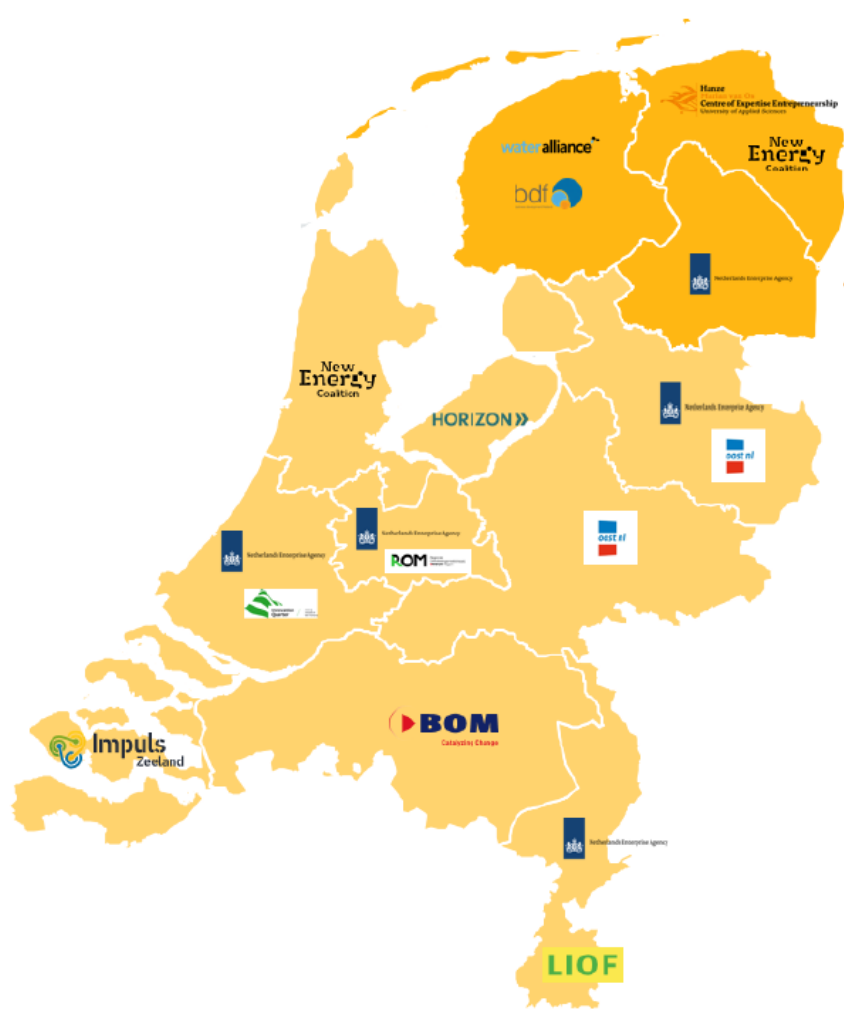 Hanze
Centre of Expertise Entrepreneurship
University of Applied Sciences
New
Energy
Coalition
wateralliance
bdf
Netherlands Enterprise Agency
New
Energy
Coalition
HORIZON
Netherlands Enterprise Agency
oost nl
oost nl
Netherlands Enterprise Agency
Netherlands Enterprise Agency
ROM
Quarter
BOM
Catalyzing Change
Impuls
Zeeland
Netherlands Enterprise Agency
LIOF